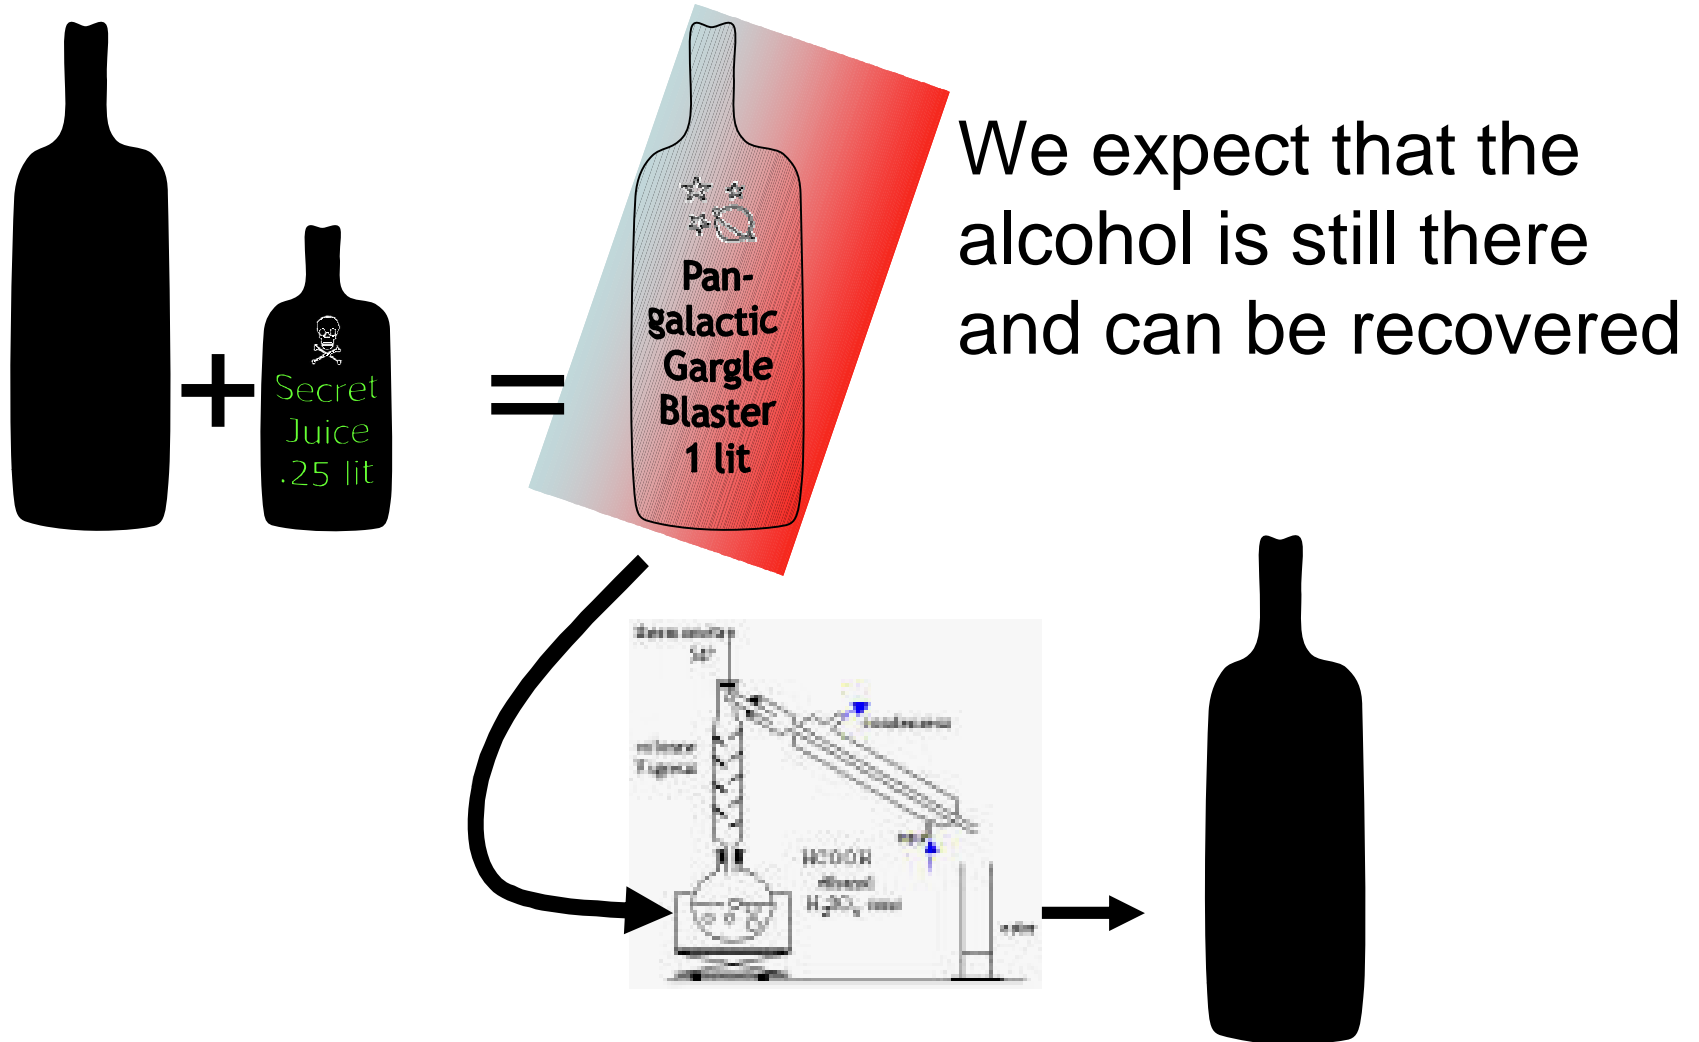 We expect that the
alcohol is still there
and can be recovered
Secret
Juice
.25 lit
Pan-
galactic
Gargle
Blaster
1 lit
HCOOH